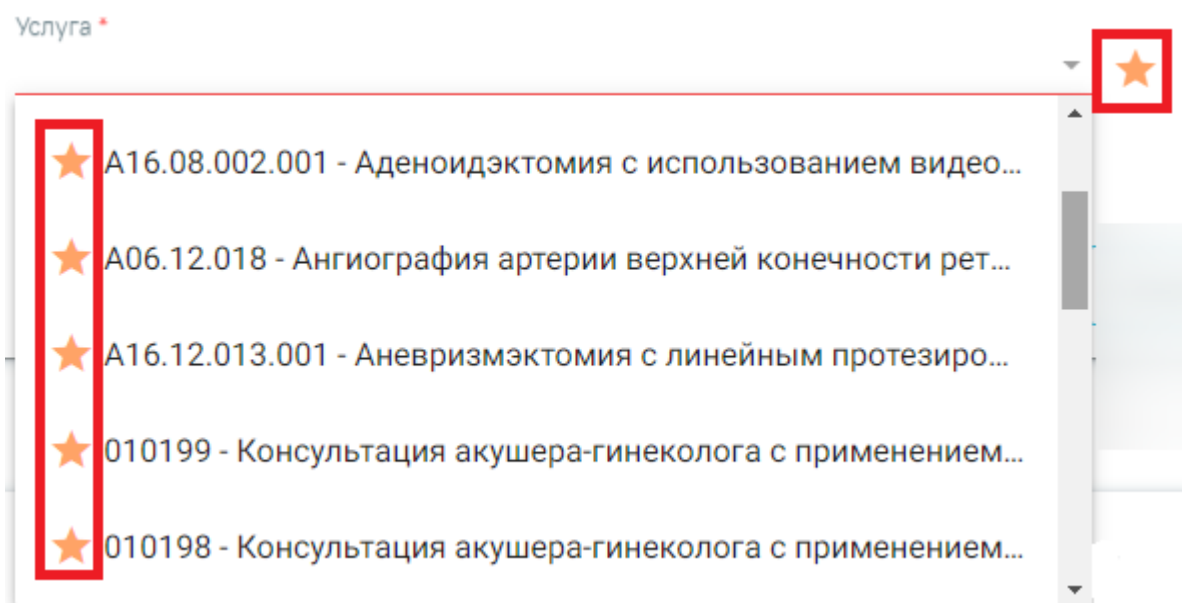 Услуга *
A16.08.002.001 - Аденоидэктомия с использованием видео...
A06.12.018 - Ангиография артерии верхней конечности рет...
A16.12.013.001 - Аневризмэктомия с линейным протезиро...
010199 - Консультация акушера-гинеколога с применением...
010198 - Консультация акушера-гинеколога с применением...